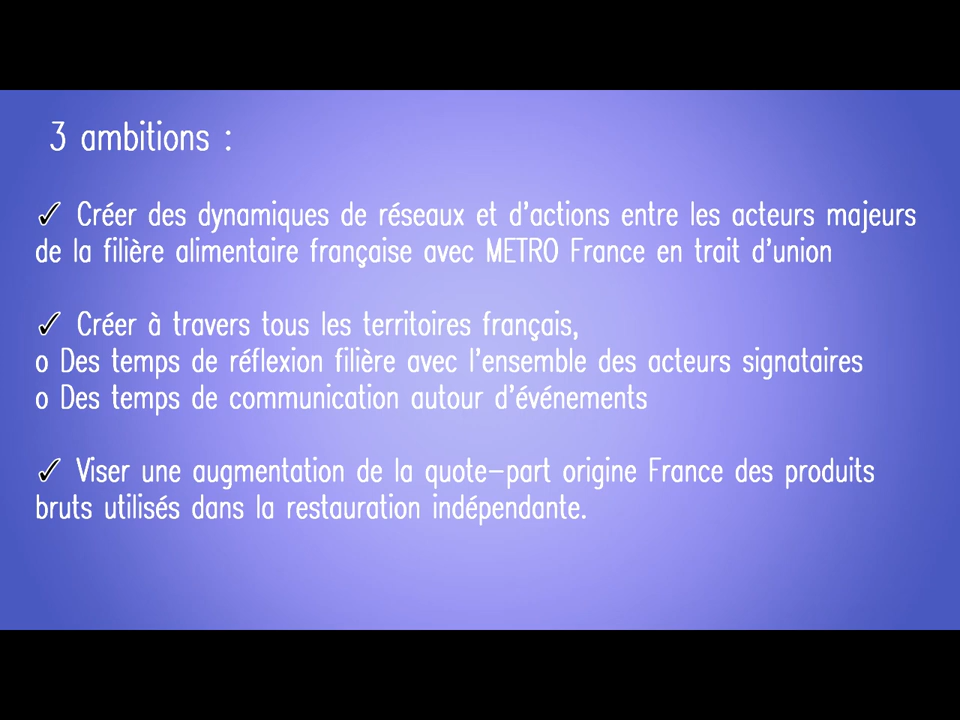 3 ambitions :
✓ Créer des dynamiques de réseaux et d'actions entre les acteurs majeurs
de la filière alimentaire française avec METRO France en trait d'union
✓ Créer à travers tous les territoires français,
o Des temps de réflexion filière avec l'ensemble des acteurs signataires
o Des temps de communication autour d'événements
✓ Viser une augmentation de la quote-part origine France des produits
bruts utilisés dans la restauration indépendante.